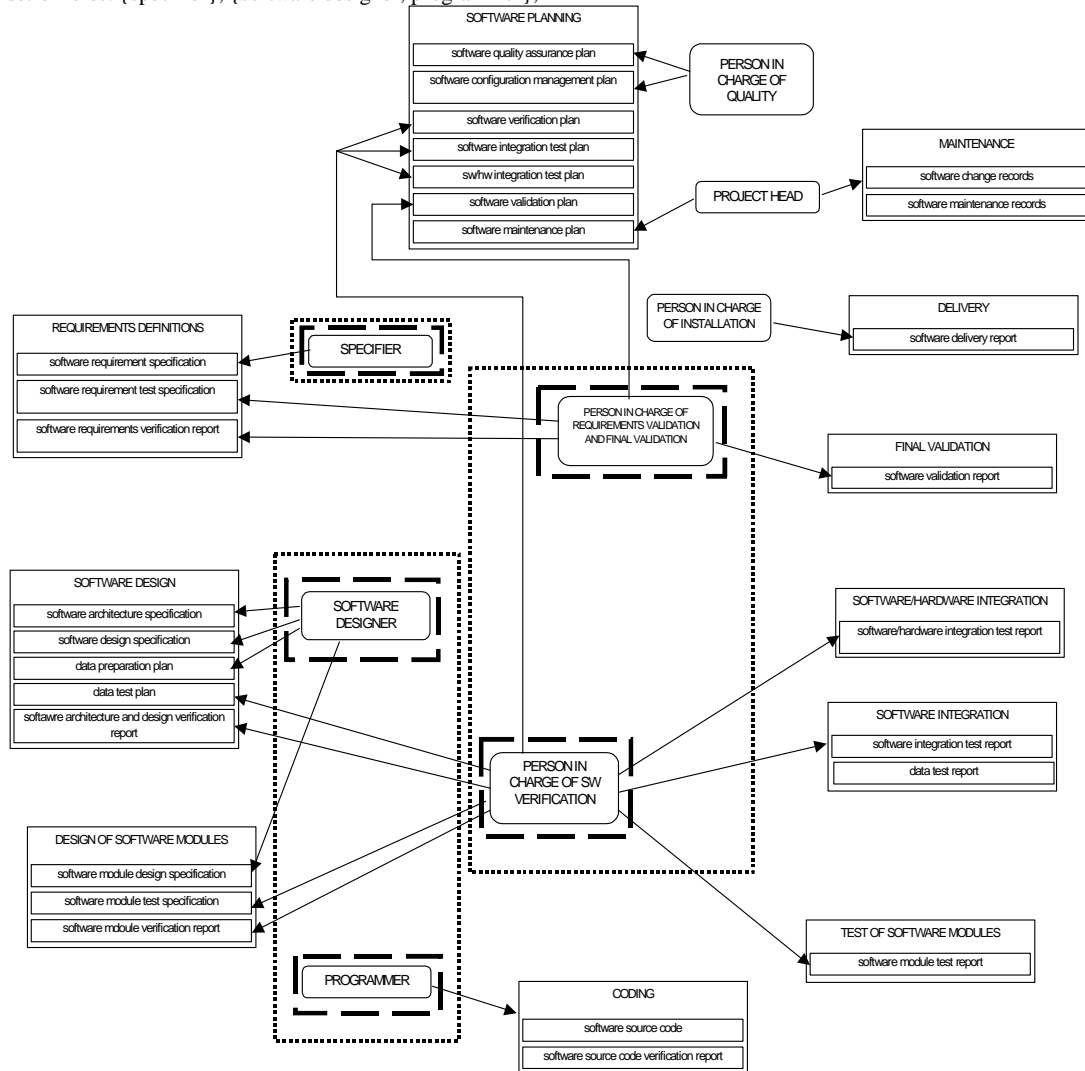 SOFTWARE PLANNING
software quality assurance plan
software configuration management plan
software verification plan
software integration test plan
sw/hw integration test plan
software validation plan
software maintenance plan
PERSON IN
CHARGE OF
QUALITY
MAINTENANCE
software change records
software maintenance records
PROJECT HEAD
PERSON IN CHARGE
OF INSTALLATION
DELIVERY
software delivery report
REQUIREMENTS DEFINITIONS
software requirement specification
software requirement test specification
software requirements verification report
SPECIFIER
PERSON IN CHARGE OF
REQUIREMENTS VALIDATION
AND FINAL VALIDATION
FINAL VALIDATION
software validation report
SOFTWARE DESIGN
software architecture specification
software design specification
data preparation plan
data test plan
softawre architecture and design verification
report
SOFTWARE
DESIGNER
SOFTWARE/HARDWARE INTEGRATION
software/hardware integration test report
SOFTWARE INTEGRATION
software integration test report
data test report
PERSON IN
CHARGE OF SW
VERIFICATION
DESIGN OF SOFTWARE MODULES
software module design specification
software module test specification
software mdoule verification report
TEST OF SOFTWARE MODULES
software module test report
PROGRAMMER
CODING
software source code
software source code verification report